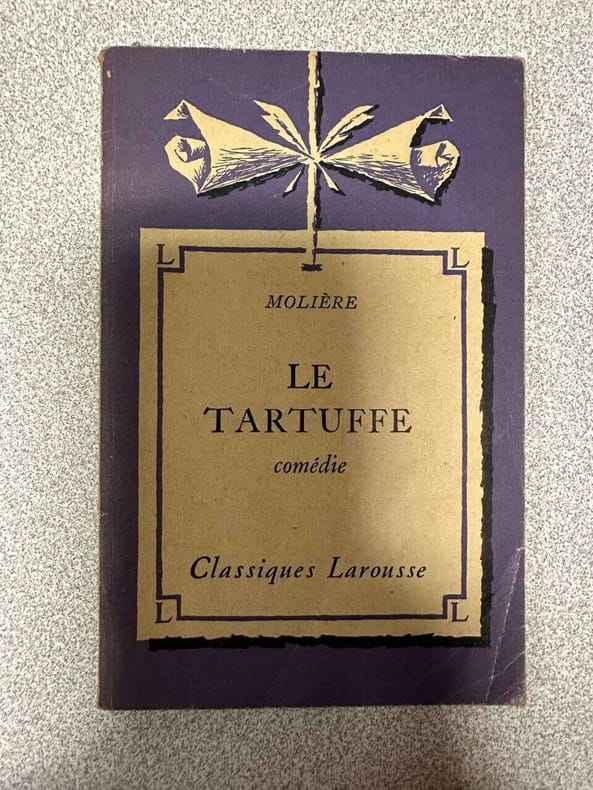 L L
MOLIÈRE
LE
TARTUFFE
comédie
Classiques Larousse
L L